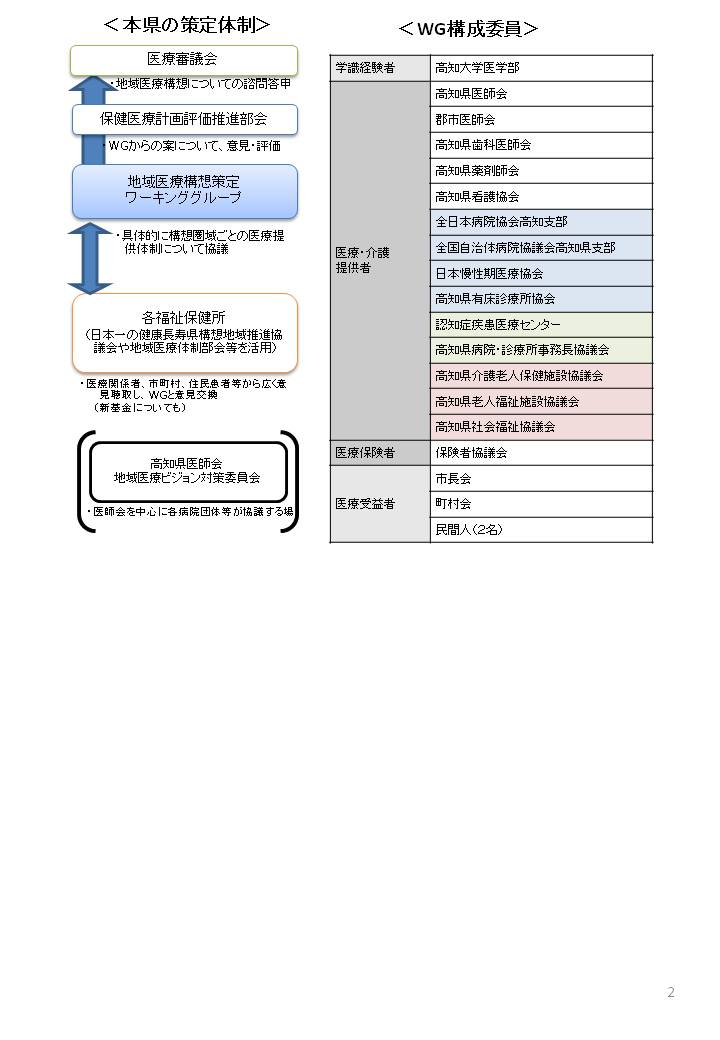 ＜本県の策定体制＞
医療審議会
・地域医療構想についての諮問答申
保健医療計画評価推進部会
・WGからの案について、意見・評価
地域医療構想策定
ワーキンググループ
・具体的に構想圏域ごとの医療提
供体制について協議
各福祉保健所
（日本一の健康長寿県構想地域推進協
議会や地域医療体制部会等を活用）
・医療関係者、市町村、住民患者等から広く意
見聴取し、WGと意見交換
（新基金についても）
高知県医師会
地域医療ビジョン対策委員会
・医師会を中心に各病院団体等が協議する場
＜WG構成委員＞
学識経験者
高知大学医学部
医療・介護
提供者
高知県医師会
郡市医師会
高知県歯科医師会
高知県薬剤師会
高知県看護協会
全日本病院協会高知支部
全国自治体病院協議会高知県支部
日本慢性期医療協会
高知県有床診療所協会
認知症疾患医療センター
高知県病院・診療所事務長協議会
高知県介護老人保健施設協議会
高知県老人福祉施設協議会
高知県社会福祉協議会
医療保険者
保険者協議会
医療受益者
市長会
町村会
民間人（２名）
2